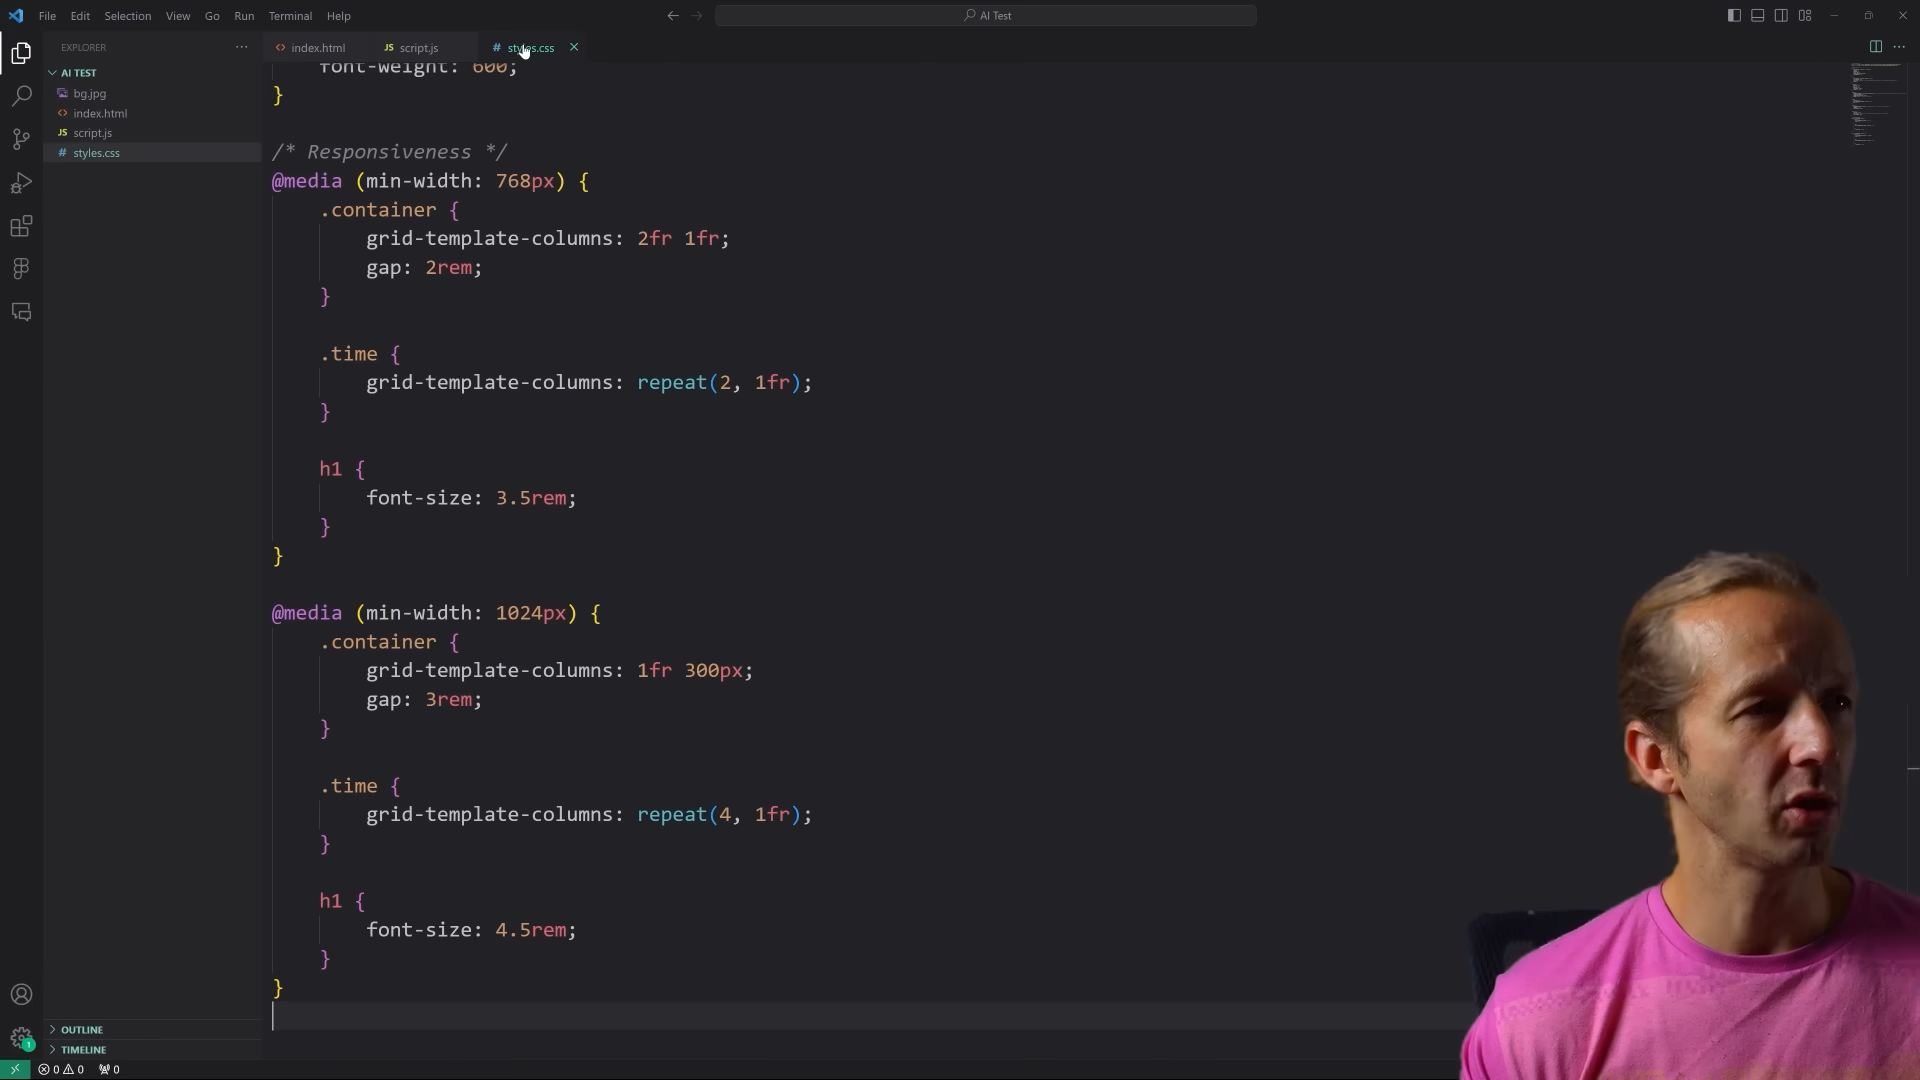 File Edit Selection View Go Run Terminal Help
AI Test
EXPLORER
index.html
JS script.js
# styles.css
AI TEST
bg.jpg
index.html
JS script.js
# styles.css
font-weight: 600;
}
/* Responsiveness */
@media (min-width: 768px) {
.container {
grid-template-columns: 2fr 1fr;
gap: 2rem;
}
.time {
grid-template-columns: repeat(2, 1fr);
}
h1 {
font-size: 3.5rem;
}
}
@media (min-width: 1024px) {
.container {
grid-template-columns: 1fr 300px;
gap: 3rem;
}
.time {
grid-template-columns: repeat(4, 1fr);
}
h1 {
font-size: 4.5rem;
}
}
OUTLINE
1
TIMELINE
0 0 0